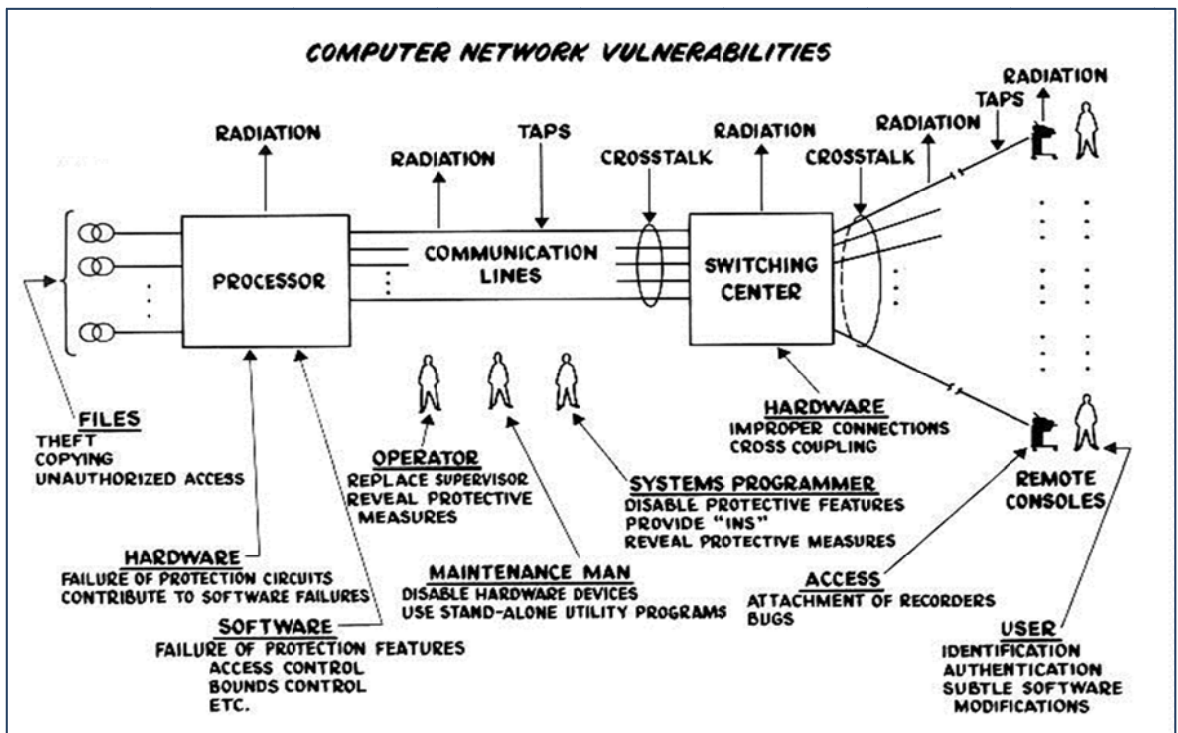 COMPUTER NETWORK VULNERABILITIES
RADIATION
TAPS
RADIATION
TAPS
RADIATION
RADIATION
RADIATION
CROSSTALK
CROSSTALK
PROCESSOR
COMMUNICATION
LINES
SWITCHING
CENTER
FILES
THEFT
COPYING
UNAUTHORIZED ACCESS
OPERATOR
REPLACE SUPERVISOR
REVEAL PROTECTIVE
MEASURES
HARDWARE
IMPROPER CONNECTIONS
CROSS COUPLING
SYSTEMS PROGRAMMER
DISABLE PROTECTIVE FEATURES
PROVIDE "INS"
REVEAL PROTECTIVE MEASURES
REMOTE
CONSOLES
HARDWARE
FAILURE OF PROTECTION CIRCUITS
CONTRIBUTE TO SOFTWARE FAILURES
MAINTENANCE MAN
DISABLE HARDWARE DEVICES
USE STAND-ALONE UTILITY PROGRAMS
ACCESS
ATTACHMENT OF RECORDERS
BUGS
SOFTWARE
FAILURE OF PROTECTION FEATURES
ACCESS CONTROL
BOUNDS CONTROL
ETC.
USER
IDENTIFICATION
AUTHENTICATION
SUBTLE SOFTWARE
MODIFICATIONS